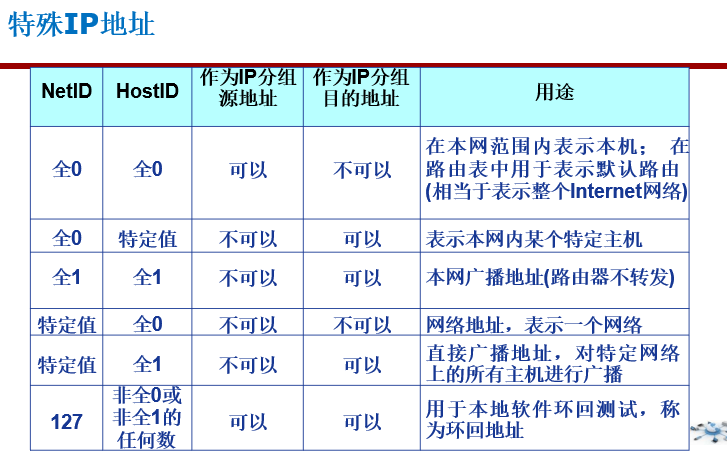 特殊IP地址
NetID HostID 作为IP分组源地址 作为IP分组目的地址 用途
全0 全0 可以 不可以 在本网范围内表示本机； 在路由表中用于表示默认路由(相当于表示整个Internet网络)
全0 特定值 不可以 可以 表示本网内某个特定主机
全1 全1 不可以 可以 本网广播地址(路由器不转发)
特定值 全0 不可以 不可以 网络地址，表示一个网络
特定值 全1 不可以 可以 直接广播地址，对特定网络上的所有主机进行广播
127 非全0或非全1的任何数 可以 可以 用于本地软件环回测试，称为环回地址